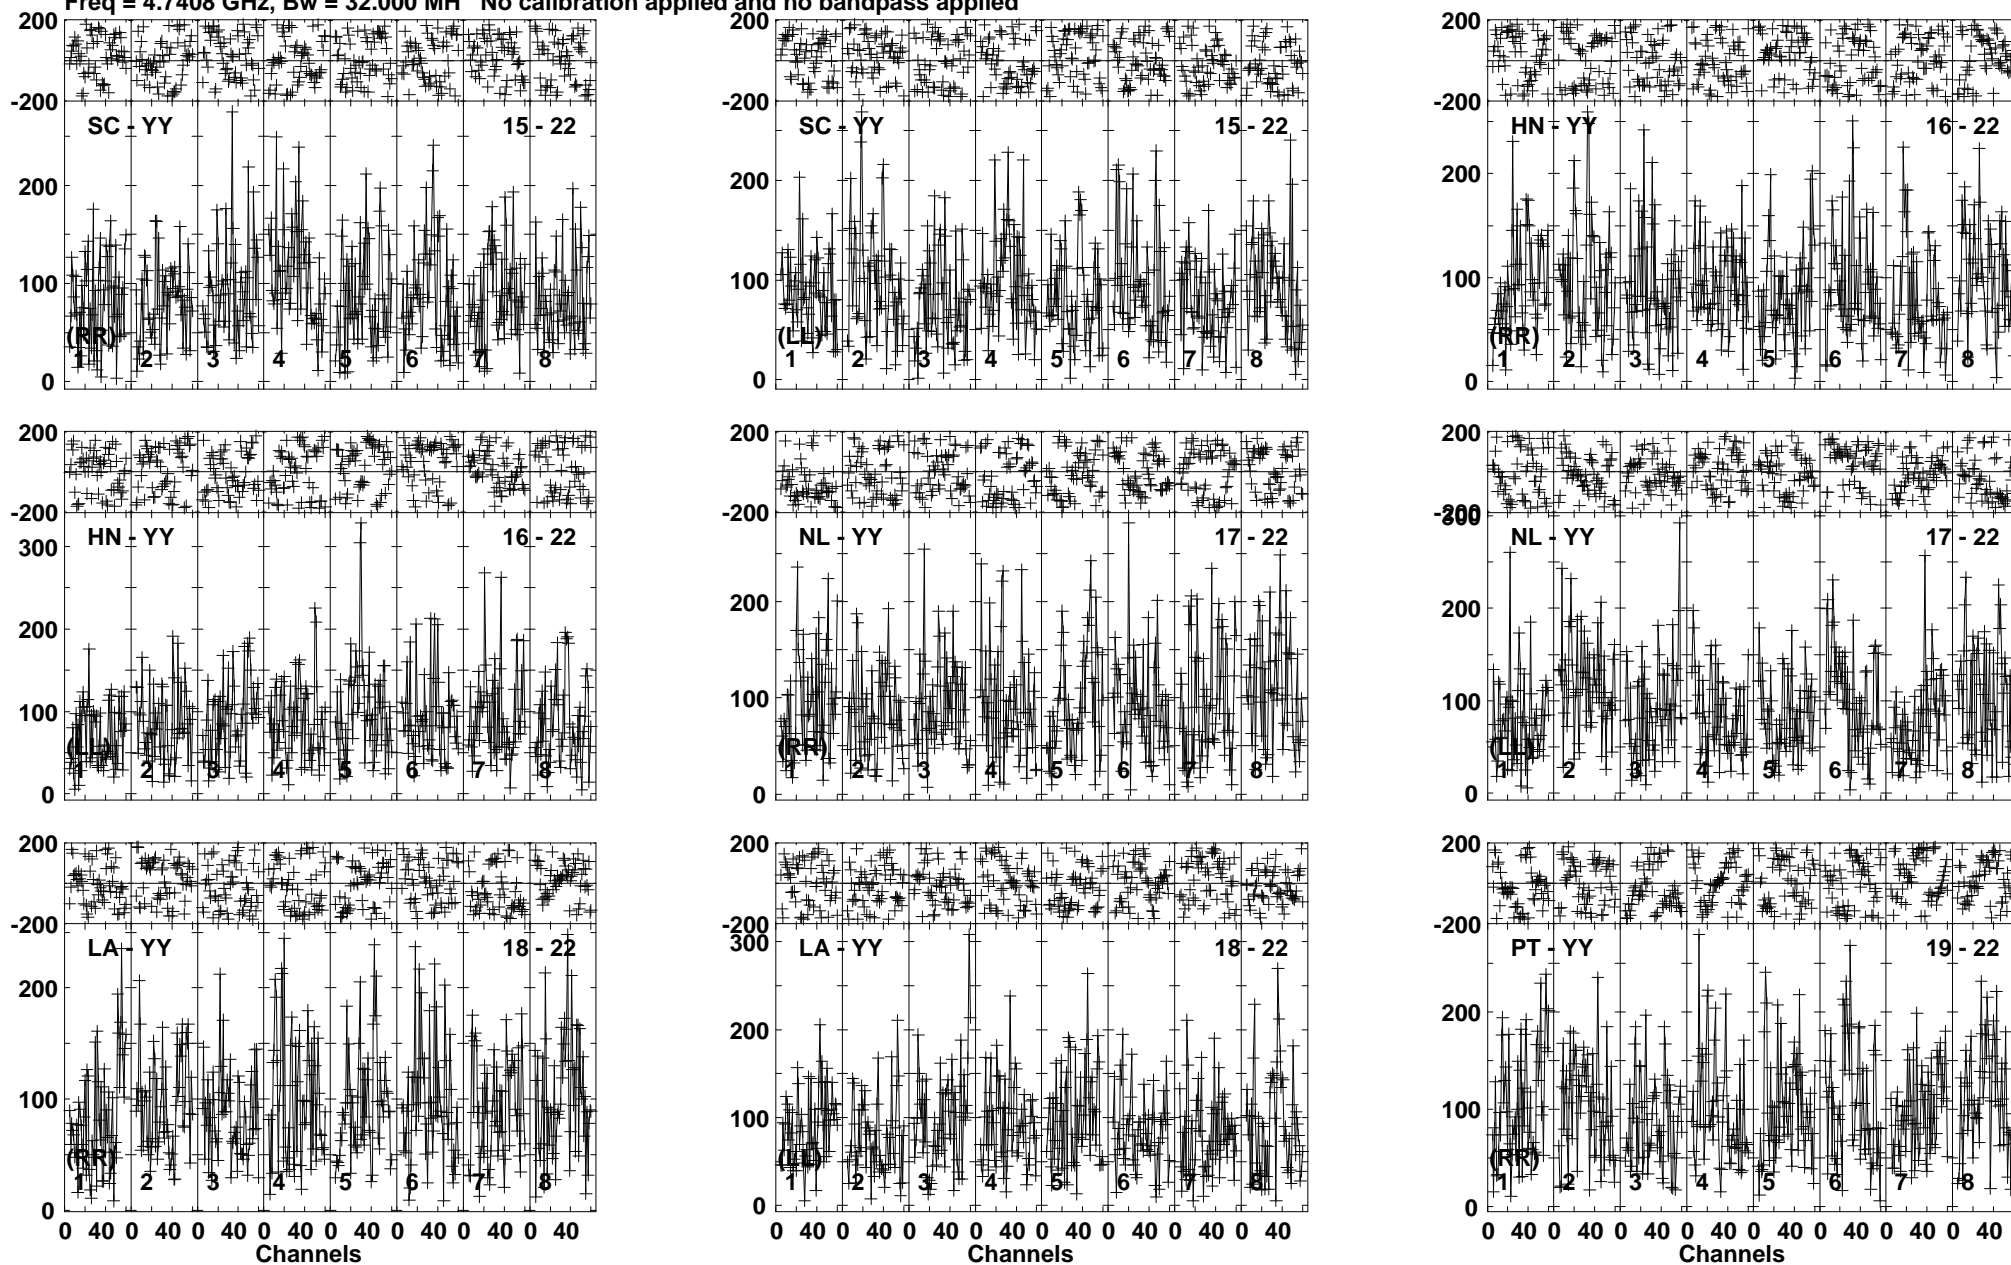 Freq = 4.7408 GHz, Bw = 32.000 MH No calibration applied and no bandpass applied
200 200 200
-200 -200 -200
SC - YY 15 - 22 SC - YY 15 - 22 HN - YY 16 - 22
200 200 200
100 100 100
(RR) (LL) (RR)
1 2 3 4 5 6 7 8 1 2 3 4 5 6 7 8 1 2 3 4 5 6 7 8
0 0 0
200 200 200
-200 -200 -200
300
HN - YY 16 - 22 NL - YY 17 - 22 NL - YY 17 - 22
300
200 200 200
100 100 100
(LL) (RR) (LL)
1 2 3 4 5 6 7 8 1 2 3 4 5 6 7 8 1 2 3 4 5 6 7 8
0 0 0
200 200 200
-200 -200 -200
LA - YY 18 - 22 LA - YY 18 - 22 PT - YY 19 - 22
300
200 200 200
100 100 100
(RR) (LL) (RR)
1 2 3 4 5 6 7 8 1 2 3 4 5 6 7 8 1 2 3 4 5 6 7 8
0 0 0
0 40 0 40 0 40 0 40 0 40 0 40 0 40 0 40 0 40 0 40 0 40 0 40 0 40 0 40 0 40 0 40 0 40 0 40 0 40 0 40 0 40 0 40 0 40 0 40
Channels Channels Channels